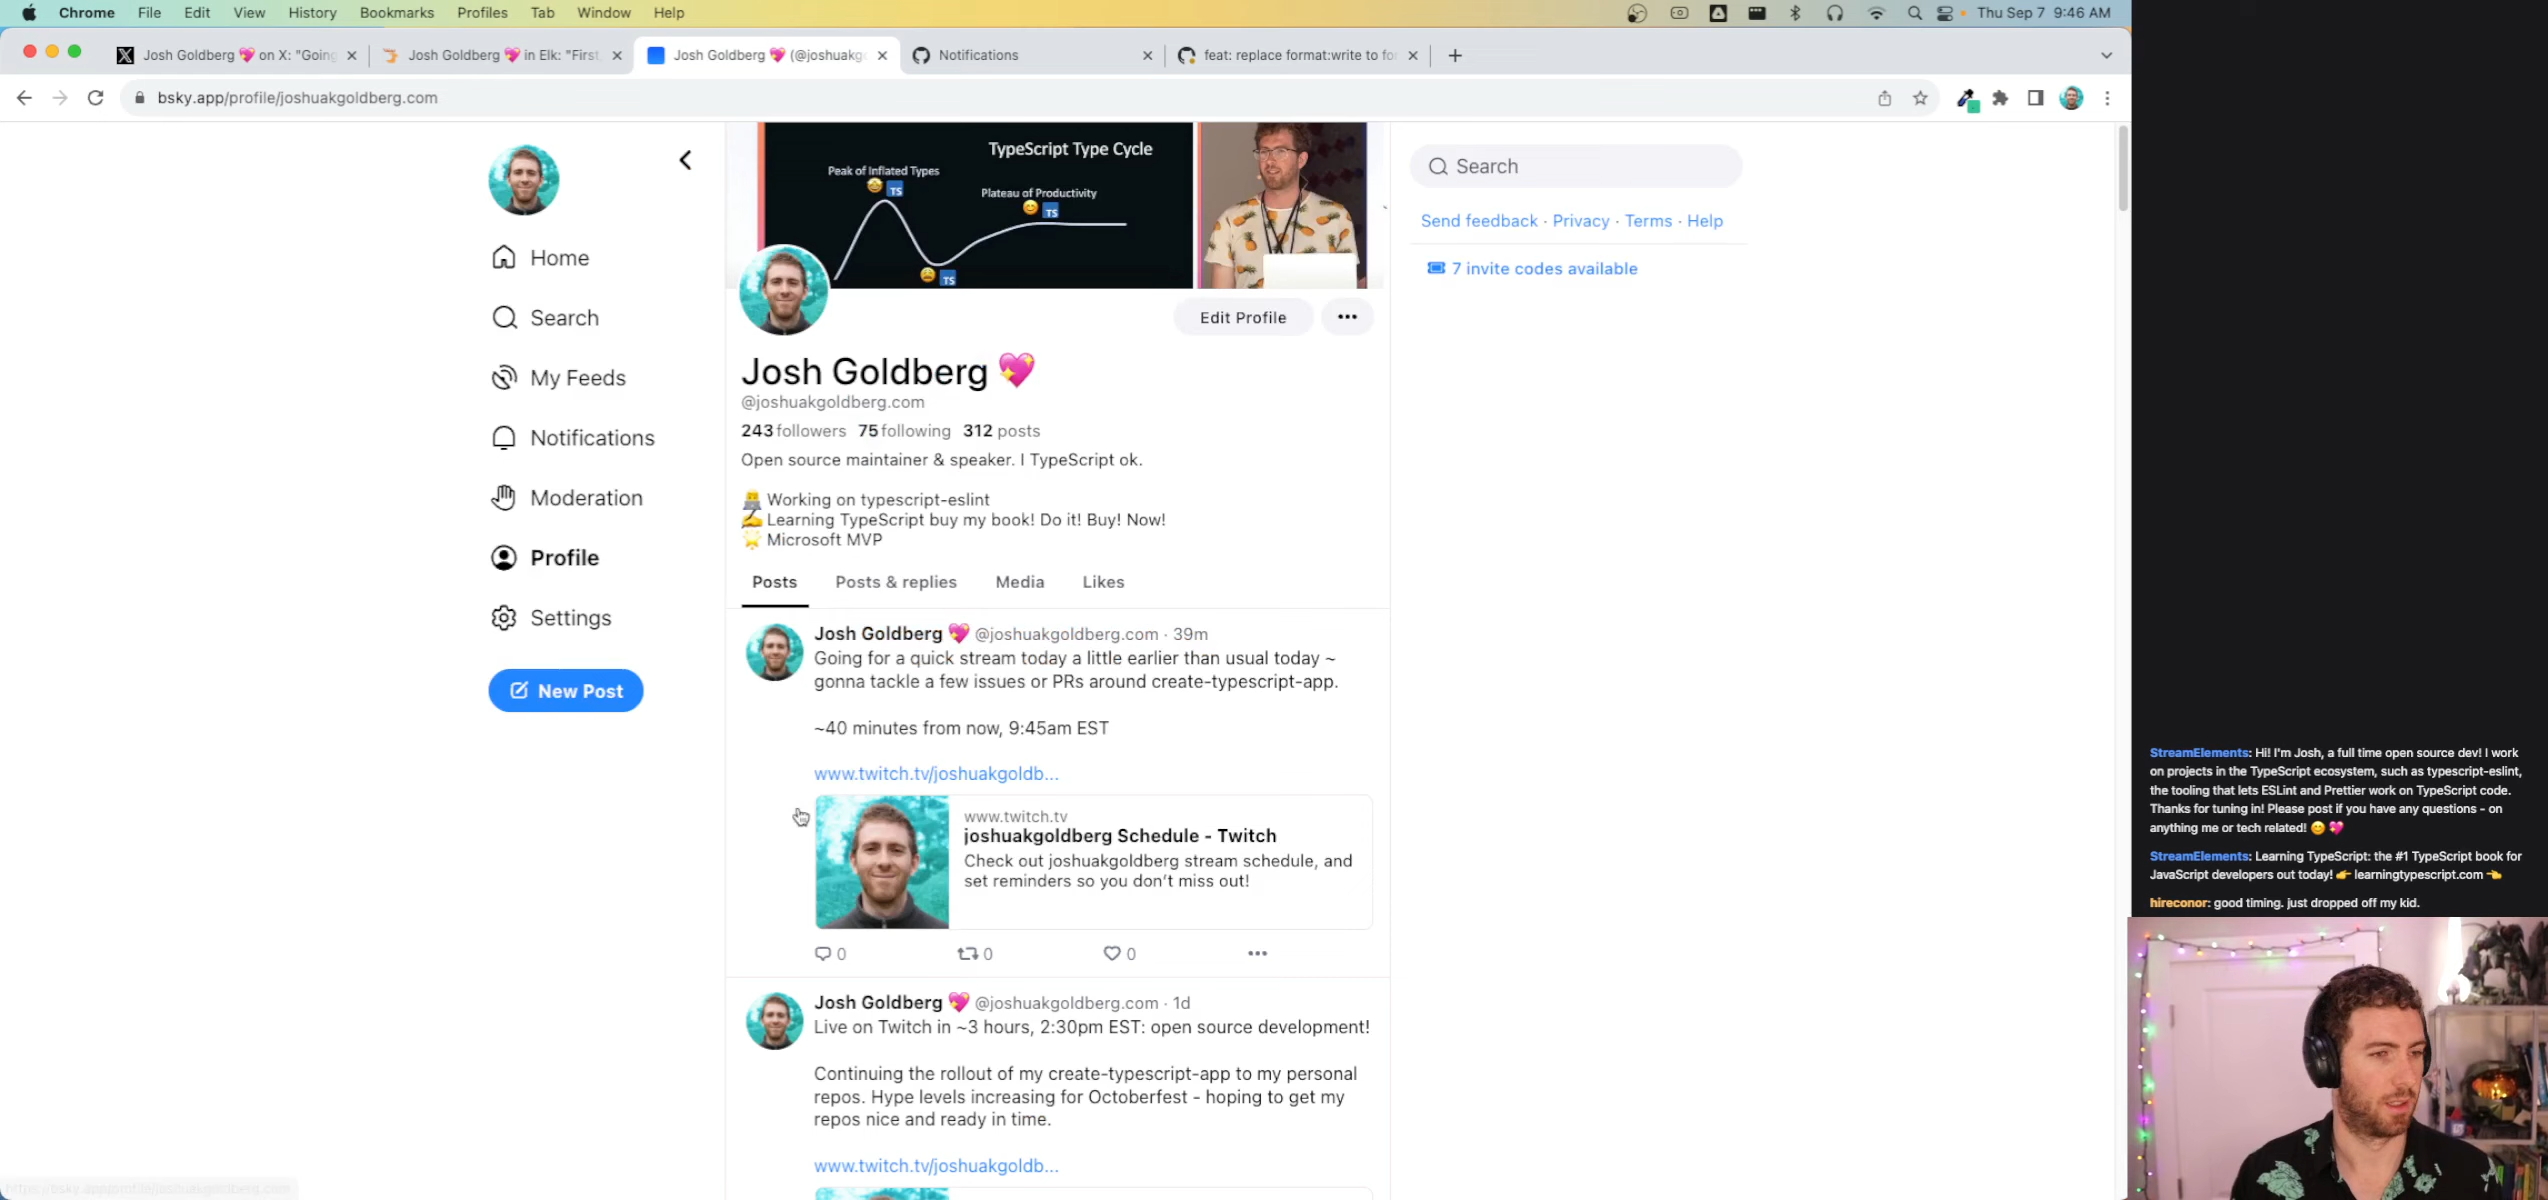 Chrome File Edit View History Bookmarks Profiles Tab Window Help
Thu Sep 7 9:46 AM
Josh Goldberg 💖 on X: "Going
Josh Goldberg 💖 in Elk: "First
Josh Goldberg 💖 (@joshuakg
Notifications
feat: replace format:write to fo
bsky.app/profile/joshuakgoldberg.com
Home
Search
My Feeds
Notifications
Moderation
Profile
Settings
New Post
TypeScript Type Cycle
Peak of Inflated Types
TS
Plateau of Productivity
TS
TS
Edit Profile
Josh Goldberg 💖
@joshuakgoldberg.com
243 followers 75 following 312 posts
Open source maintainer & speaker. I TypeScript ok.
👨‍💻 Working on typescript-eslint
✍️ Learning TypeScript buy my book! Do it! Buy! Now!
🌟 Microsoft MVP
Posts Posts & replies Media Likes
Josh Goldberg 💖 @joshuakgoldberg.com · 39m
Going for a quick stream today a little earlier than usual today ~
gonna tackle a few issues or PRs around create-typescript-app.
~40 minutes from now, 9:45am EST
www.twitch.tv/joshuakgoldb...
www.twitch.tv
joshuakgoldberg Schedule - Twitch
Check out joshuakgoldberg stream schedule, and
set reminders so you don't miss out!
0 0 0
Josh Goldberg 💖 @joshuakgoldberg.com · 1d
Live on Twitch in ~3 hours, 2:30pm EST: open source development!
Continuing the rollout of my create-typescript-app to my personal
repos. Hype levels increasing for Octoberfest - hoping to get my
repos nice and ready in time.
www.twitch.tv/joshuakgoldb...
Search
Send feedback · Privacy · Terms · Help
7 invite codes available
StreamElements: Hi! I'm Josh, a full time open source dev! I work
on projects in the TypeScript ecosystem, such as typescript-eslint,
the tooling that lets ESLint and Prettier work on TypeScript code.
Thanks for tuning in! Please post if you have any questions - on
anything me or tech related! 😊 💖
StreamElements: Learning TypeScript: the #1 TypeScript book for
JavaScript developers out today! 👉 learningtypescript.com 👈
hireconor: good timing. just dropped off my kid.
https://bsky.app/profile/joshuakgoldberg.com